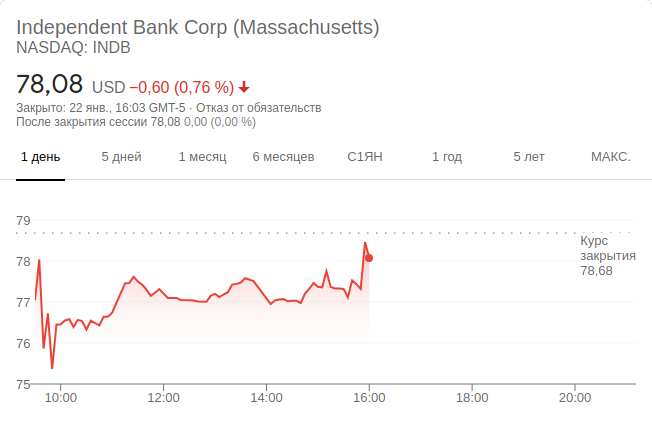 Independent Bank Corp (Massachusetts)
NASDAQ: INDB
78,08 USD −0,60 (0,76 %)
Закрыто: 22 янв., 16:03 GMT-5 · Отказ от обязательств
После закрытия сессии 78,08 0,00 (0,00 %)
1 день 5 дней 1 месяц 6 месяцев С1ЯН 1 год 5 лет МАКС.
79
Курс
закрытия
78,68
78
77
76
75
10:00 12:00 14:00 16:00 18:00 20:00